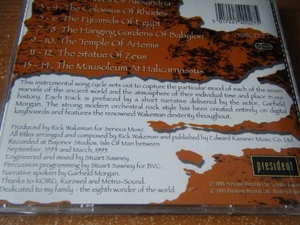 3 - 4. The Colossus Of Rhodes
The Pyramids Of Egypt
7 - 8. The Hanging Gardens Of Babylon
9 - 10. The Temple Of Artemis
11 - 12. The Statue Of Zeus
13 - 14. The Mausoleum At Halicarnassus
This instrumental song cycle sets out to capture the particular mood of each of the seven
marvels of the ancient world and the atmosphere of their individual time and place in our
history. Each track is prefaced by a short narrative delivered by the actor, Garfield
Morgan. The strong modern orchestral rock style has been created entirely on digital
keyboards and features the renowned Wakeman dexterity throughout.
Produced by Rick Wakeman for Serious Music.
All titles arranged and composed by Rick Wakeman and published by Edward Kassner Music Co. Ltd.
Recorded at Bajonor Studios, Isle Of Man between
September, and March, 1995.
Engineered and mixed by Stuart Sawney
Percussion programming by Stuart Sawney for BVC.
Narrative spoken by Garfield Morgan.
Thanks to KORG, Kurzweil and Metro-Sound.
Dedicated to my family - the eighth wonder of the world.
president